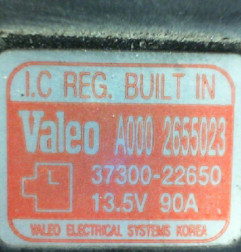 I.C REG. BUILT IN
Valeo A000 2655023
37300-22650
13.5V 90A
VALEO ELECTRICAL SYSTEMS KOREA